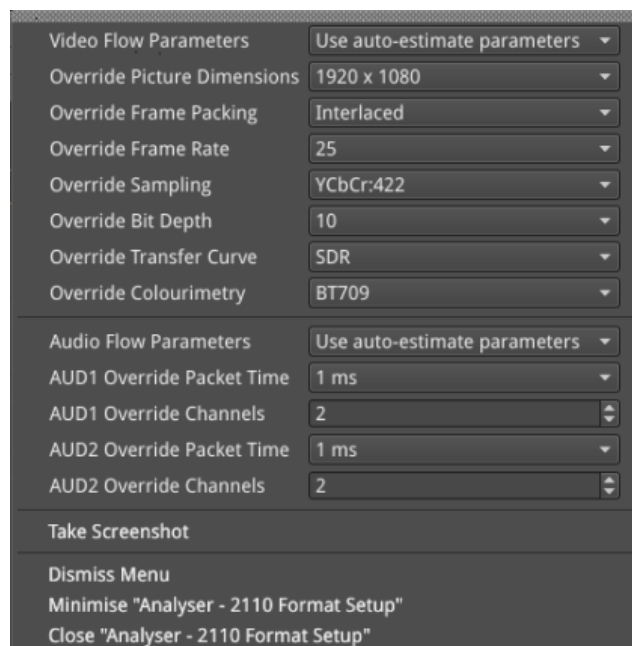 Video Flow Parameters Use auto-estimate parameters
Override Picture Dimensions 1920 x 1080
Override Frame Packing Interlaced
Override Frame Rate 25
Override Sampling YCbCr:422
Override Bit Depth 10
Override Transfer Curve SDR
Override Colourimetry BT709
Audio Flow Parameters Use auto-estimate parameters
AUD1 Override Packet Time 1 ms
AUD1 Override Channels 2
AUD2 Override Packet Time 1 ms
AUD2 Override Channels 2
Take Screenshot
Dismiss Menu
Minimise "Analyser - 2110 Format Setup"
Close "Analyser - 2110 Format Setup"